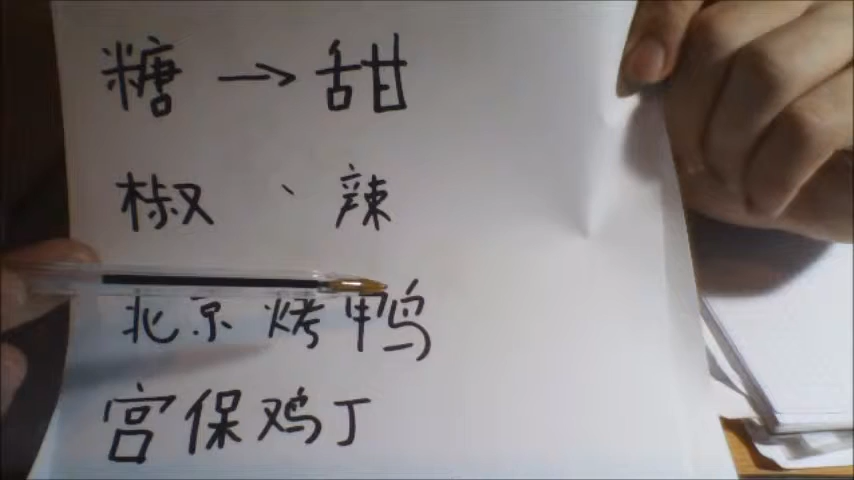 糖 → 甜
椒 、 辣
北京烤鸭
宫保鸡丁